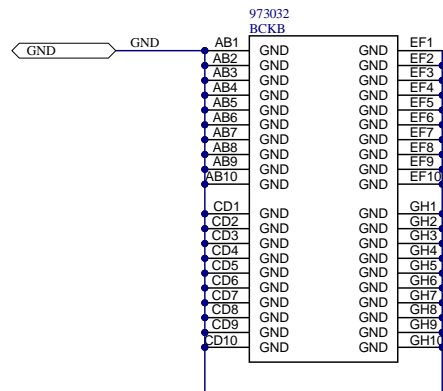 973032
BCKB
GND GND AB1 GND GND EF1
AB2 GND GND EF2
AB3 GND GND EF3
AB4 GND GND EF4
AB5 GND GND EF5
AB6 GND GND EF6
AB7 GND GND EF7
AB8 GND GND EF8
AB9 GND GND EF9
AB10 GND GND EF10
CD1 GND GND GH1
CD2 GND GND GH2
CD3 GND GND GH3
CD4 GND GND GH4
CD5 GND GND GH5
CD6 GND GND GH6
CD7 GND GND GH7
CD8 GND GND GH8
CD9 GND GND GH9
CD10 GND GND GH10